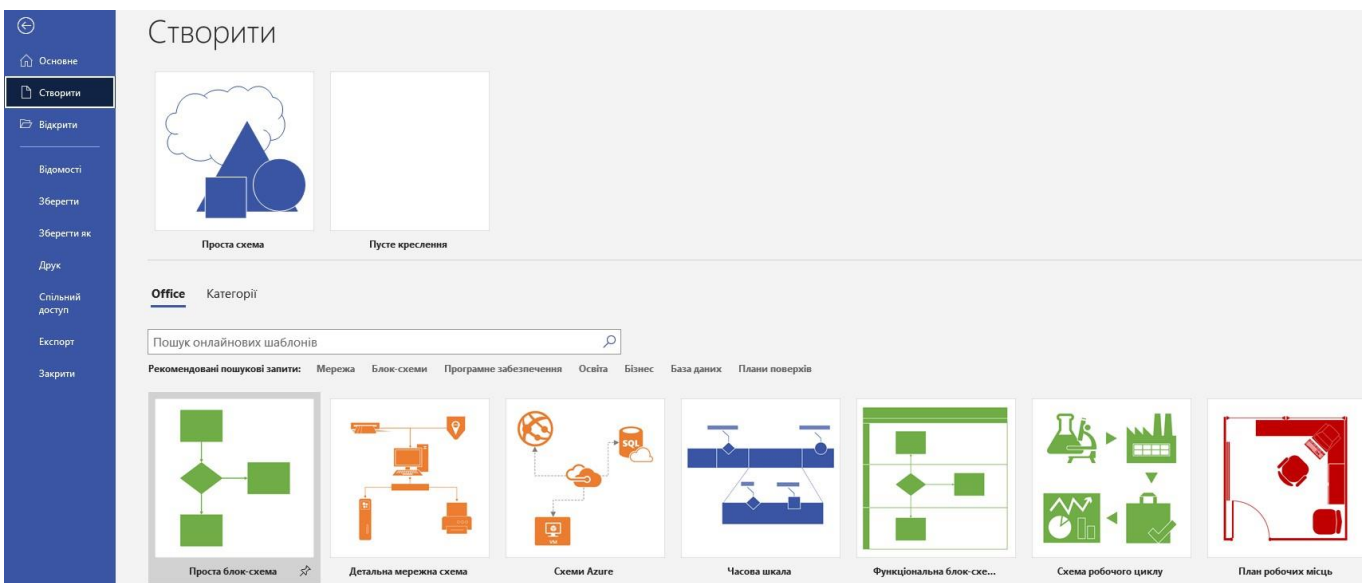 Створити
Основне
Створити
Відкрити
Відомості
Зберегти
Зберегти як
Друк
Спільний
доступ
Експорт
Закрити
Проста схема
Пусте креслення
Office Категорії
Пошук онлайнових шаблонів
Рекомендовані пошукові запити: Мережа Блок-схеми Програмне забезпечення Освіта Бізнес База даних Плани поверхів
SQL
VM
Проста блок-схема
Детальна мережна схема
Схеми Azure
Часова шкала
Функціональна блок-схе...
Схема робочого циклу
План робочих місць